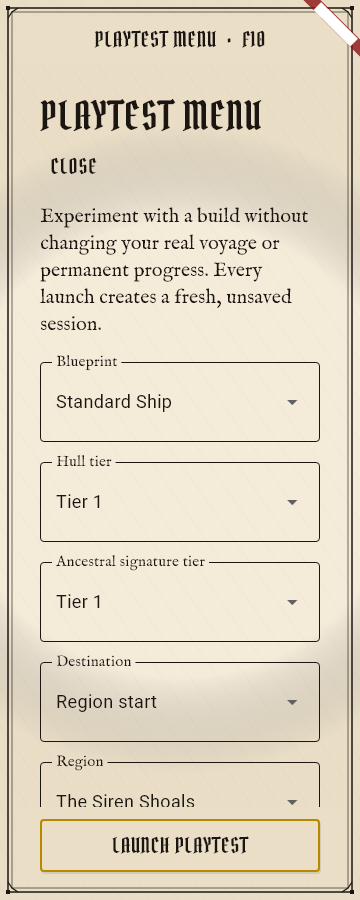 PLAYTEST MENU · F10
PLAYTEST MENU
CLOSE
Experiment with a build without
changing your real voyage or
permanent progress. Every
launch creates a fresh, unsaved
session.
Blueprint
Standard Ship
Hull tier
Tier 1
Ancestral signature tier
Tier 1
Destination
Region start
Region
The Siren Shoals
LAUNCH PLAYTEST